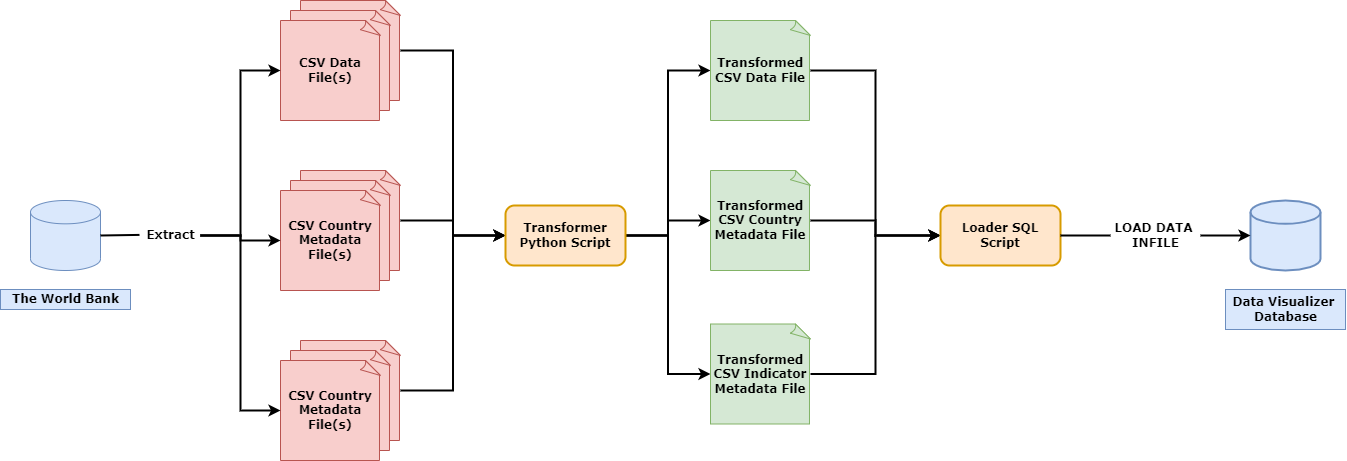 The World Bank
Extract
CSV Data
File(s)
CSV Country
Metadata
File(s)
CSV Country
Metadata
File(s)
Transformer
Python Script
Transformed
CSV Data File
Transformed
CSV Country
Metadata File
Transformed
CSV Indicator
Metadata File
Loader SQL
Script
LOAD DATA
INFILE
Data Visualizer
Database